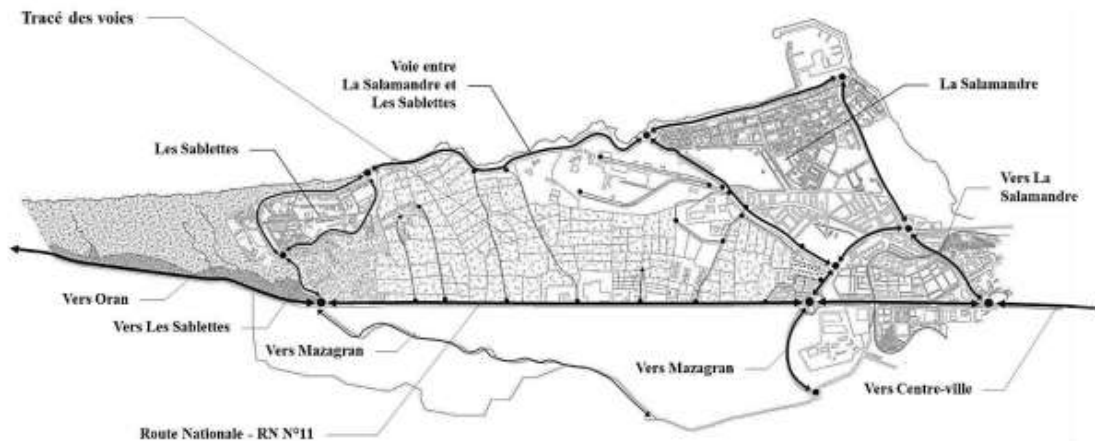 Tracé des voies
Voie entre
La Salamandre et
Les Sablettes
La Salamandre
Les Sablettes
Vers La
Salamandre
Vers Oran
Vers Les Sablettes
Vers Mazagran
Vers Mazagran
Vers Centre-ville
Route Nationale - RN N°11